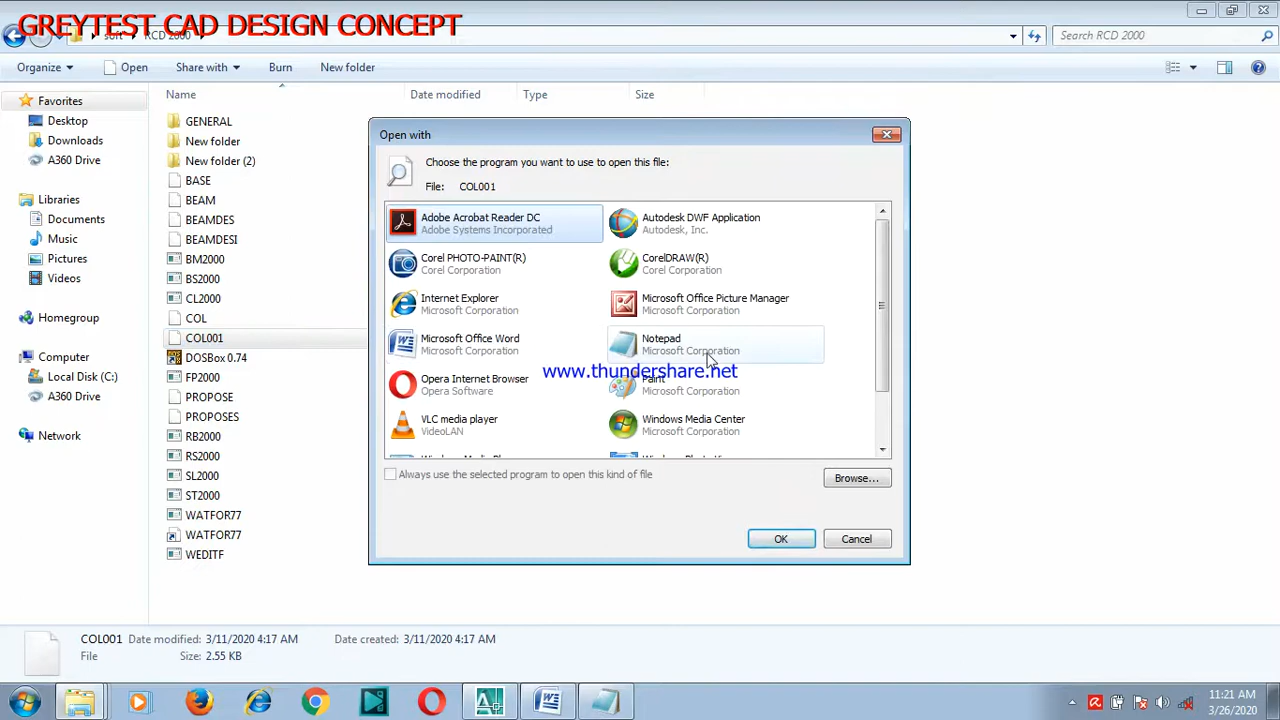 GREYTEST CAD DESIGN CONCEPT
soft
RCD 2000
Search RCD 2000
Organize
Open
Share with
Burn
New folder
Favorites
Desktop
Downloads
A360 Drive
Libraries
Documents
Music
Pictures
Videos
Homegroup
Computer
Local Disk (C:)
A360 Drive
Network
Name
Date modified
Type
Size
GENERAL
New folder
New folder (2)
BASE
BEAM
BEAMDES
BEAMDESI
BM2000
BS2000
CL2000
COL
COL001
DOSBox 0.74
FP2000
PROPOSE
PROPOSES
RB2000
RS2000
SL2000
ST2000
WATFOR77
WATFOR77
WEDITF
Open with
Choose the program you want to use to open this file:
File: COL001
Adobe Acrobat Reader DC
Adobe Systems Incorporated
Autodesk DWF Application
Autodesk, Inc.
Corel PHOTO-PAINT(R)
Corel Corporation
CorelDRAW(R)
Corel Corporation
Internet Explorer
Microsoft Corporation
Microsoft Office Picture Manager
Microsoft Corporation
Microsoft Office Word
Microsoft Corporation
Notepad
Microsoft Corporation
www.thundershare.net
Opera Internet Browser
Opera Software
Paint
Microsoft Corporation
VLC media player
VideoLAN
Windows Media Center
Microsoft Corporation
Always use the selected program to open this kind of file
Browse...
OK
Cancel
COL001 Date modified: 3/11/2020 4:17 AM Date created: 3/11/2020 4:17 AM
File Size: 2.55 KB
11:21 AM
3/26/2020